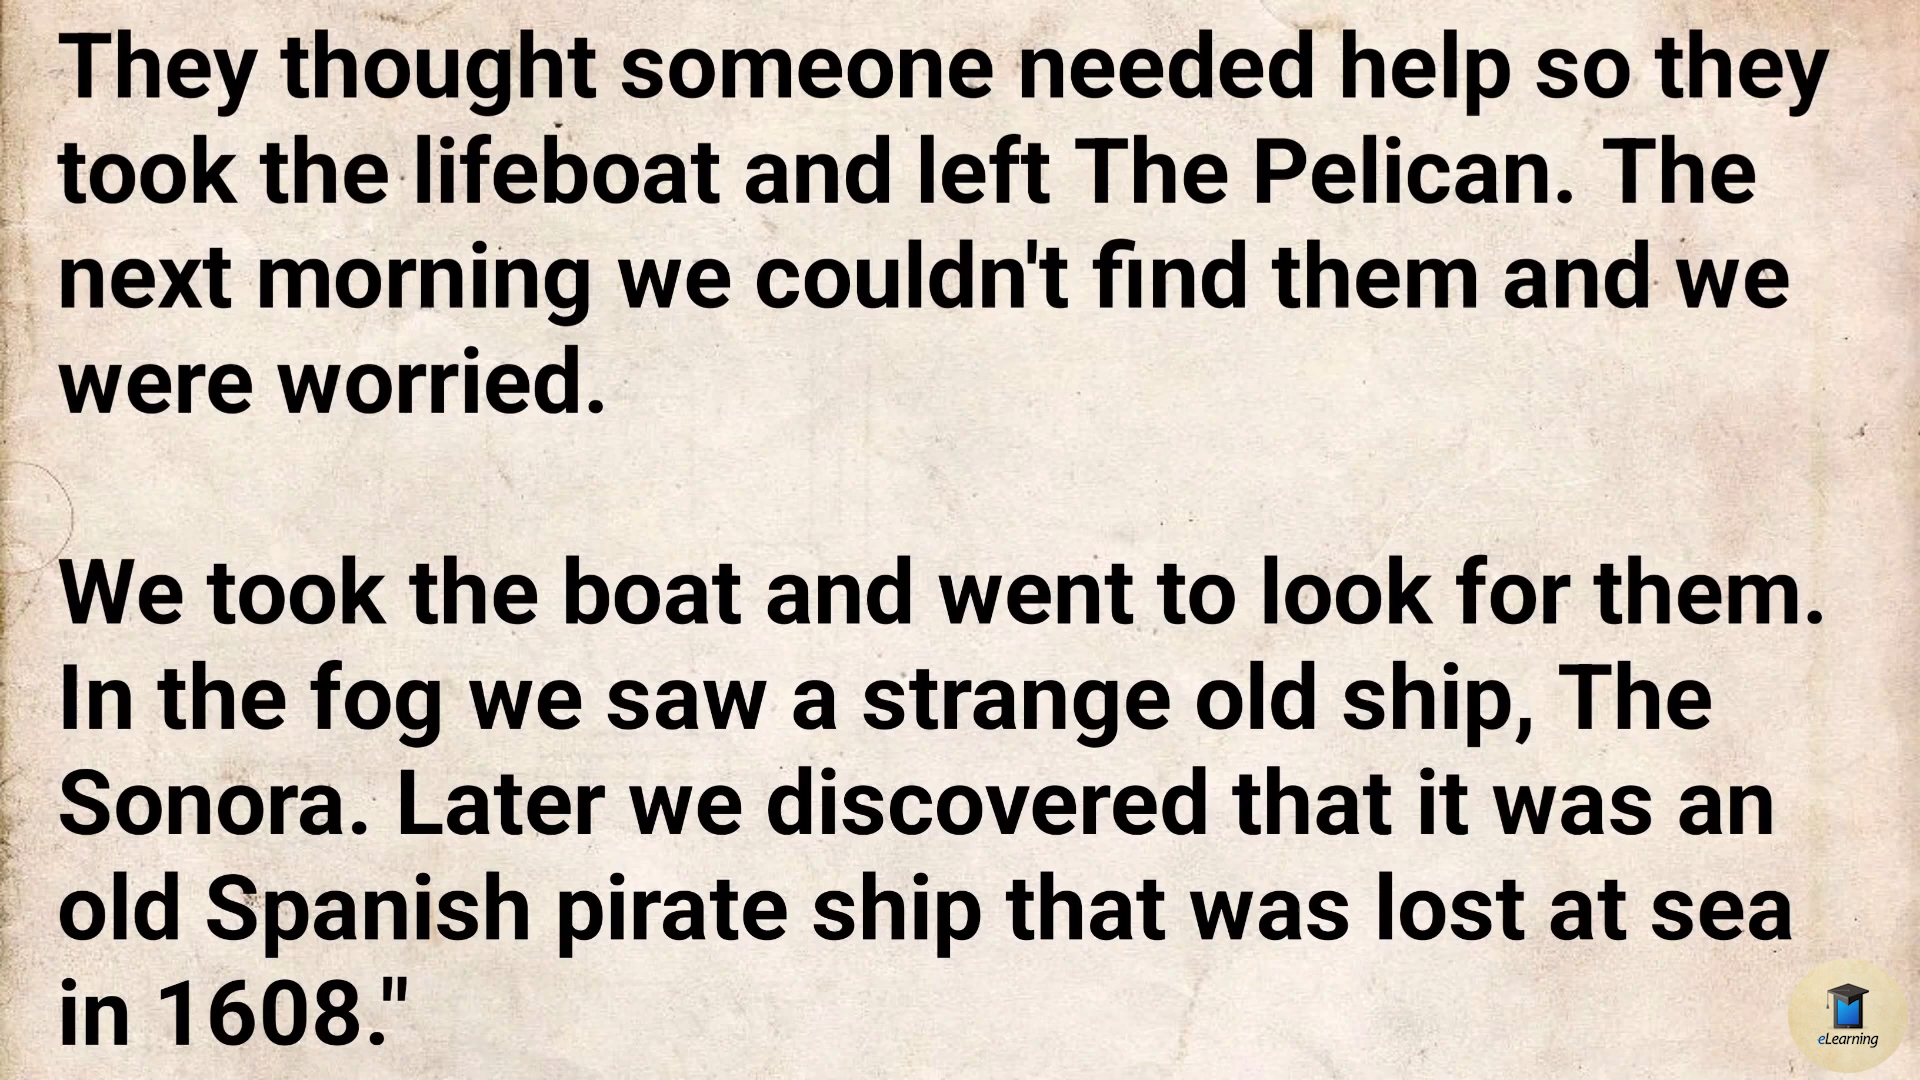 They thought someone needed help so they
took the lifeboat and left The Pelican. The
next morning we couldn't find them and we
were worried.
We took the boat and went to look for them.
In the fog we saw a strange old ship, The
Sonora. Later we discovered that it was an
old Spanish pirate ship that was lost at sea
in 1608."
eLearning